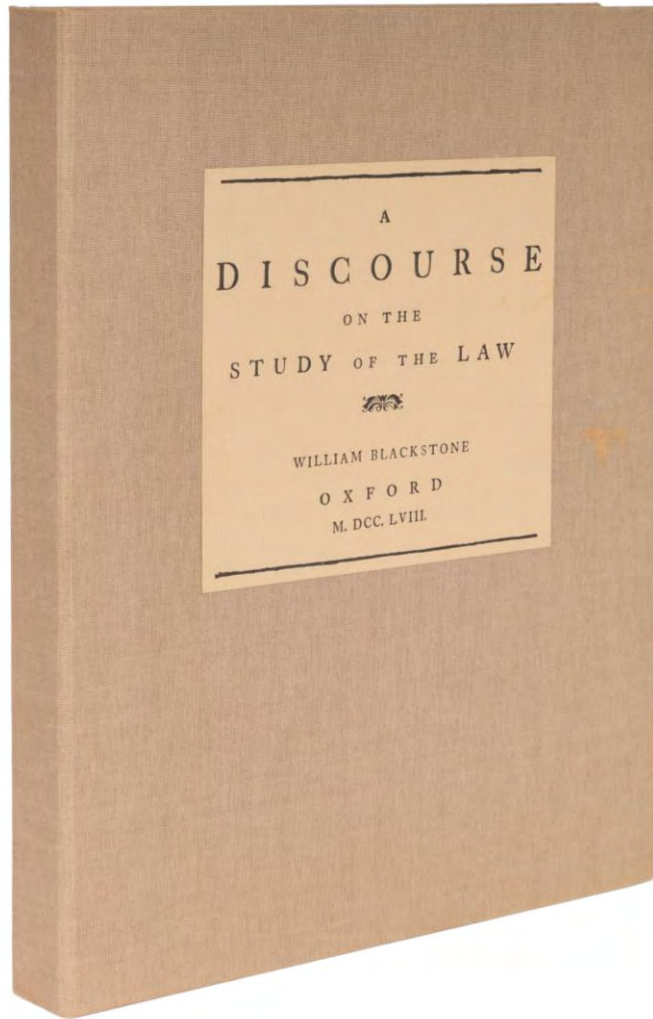 A
DISCOURSE
ON THE
STUDY OF THE LAW
WILLIAM BLACKSTONE
OXFORD
M. DCC. LVIII.